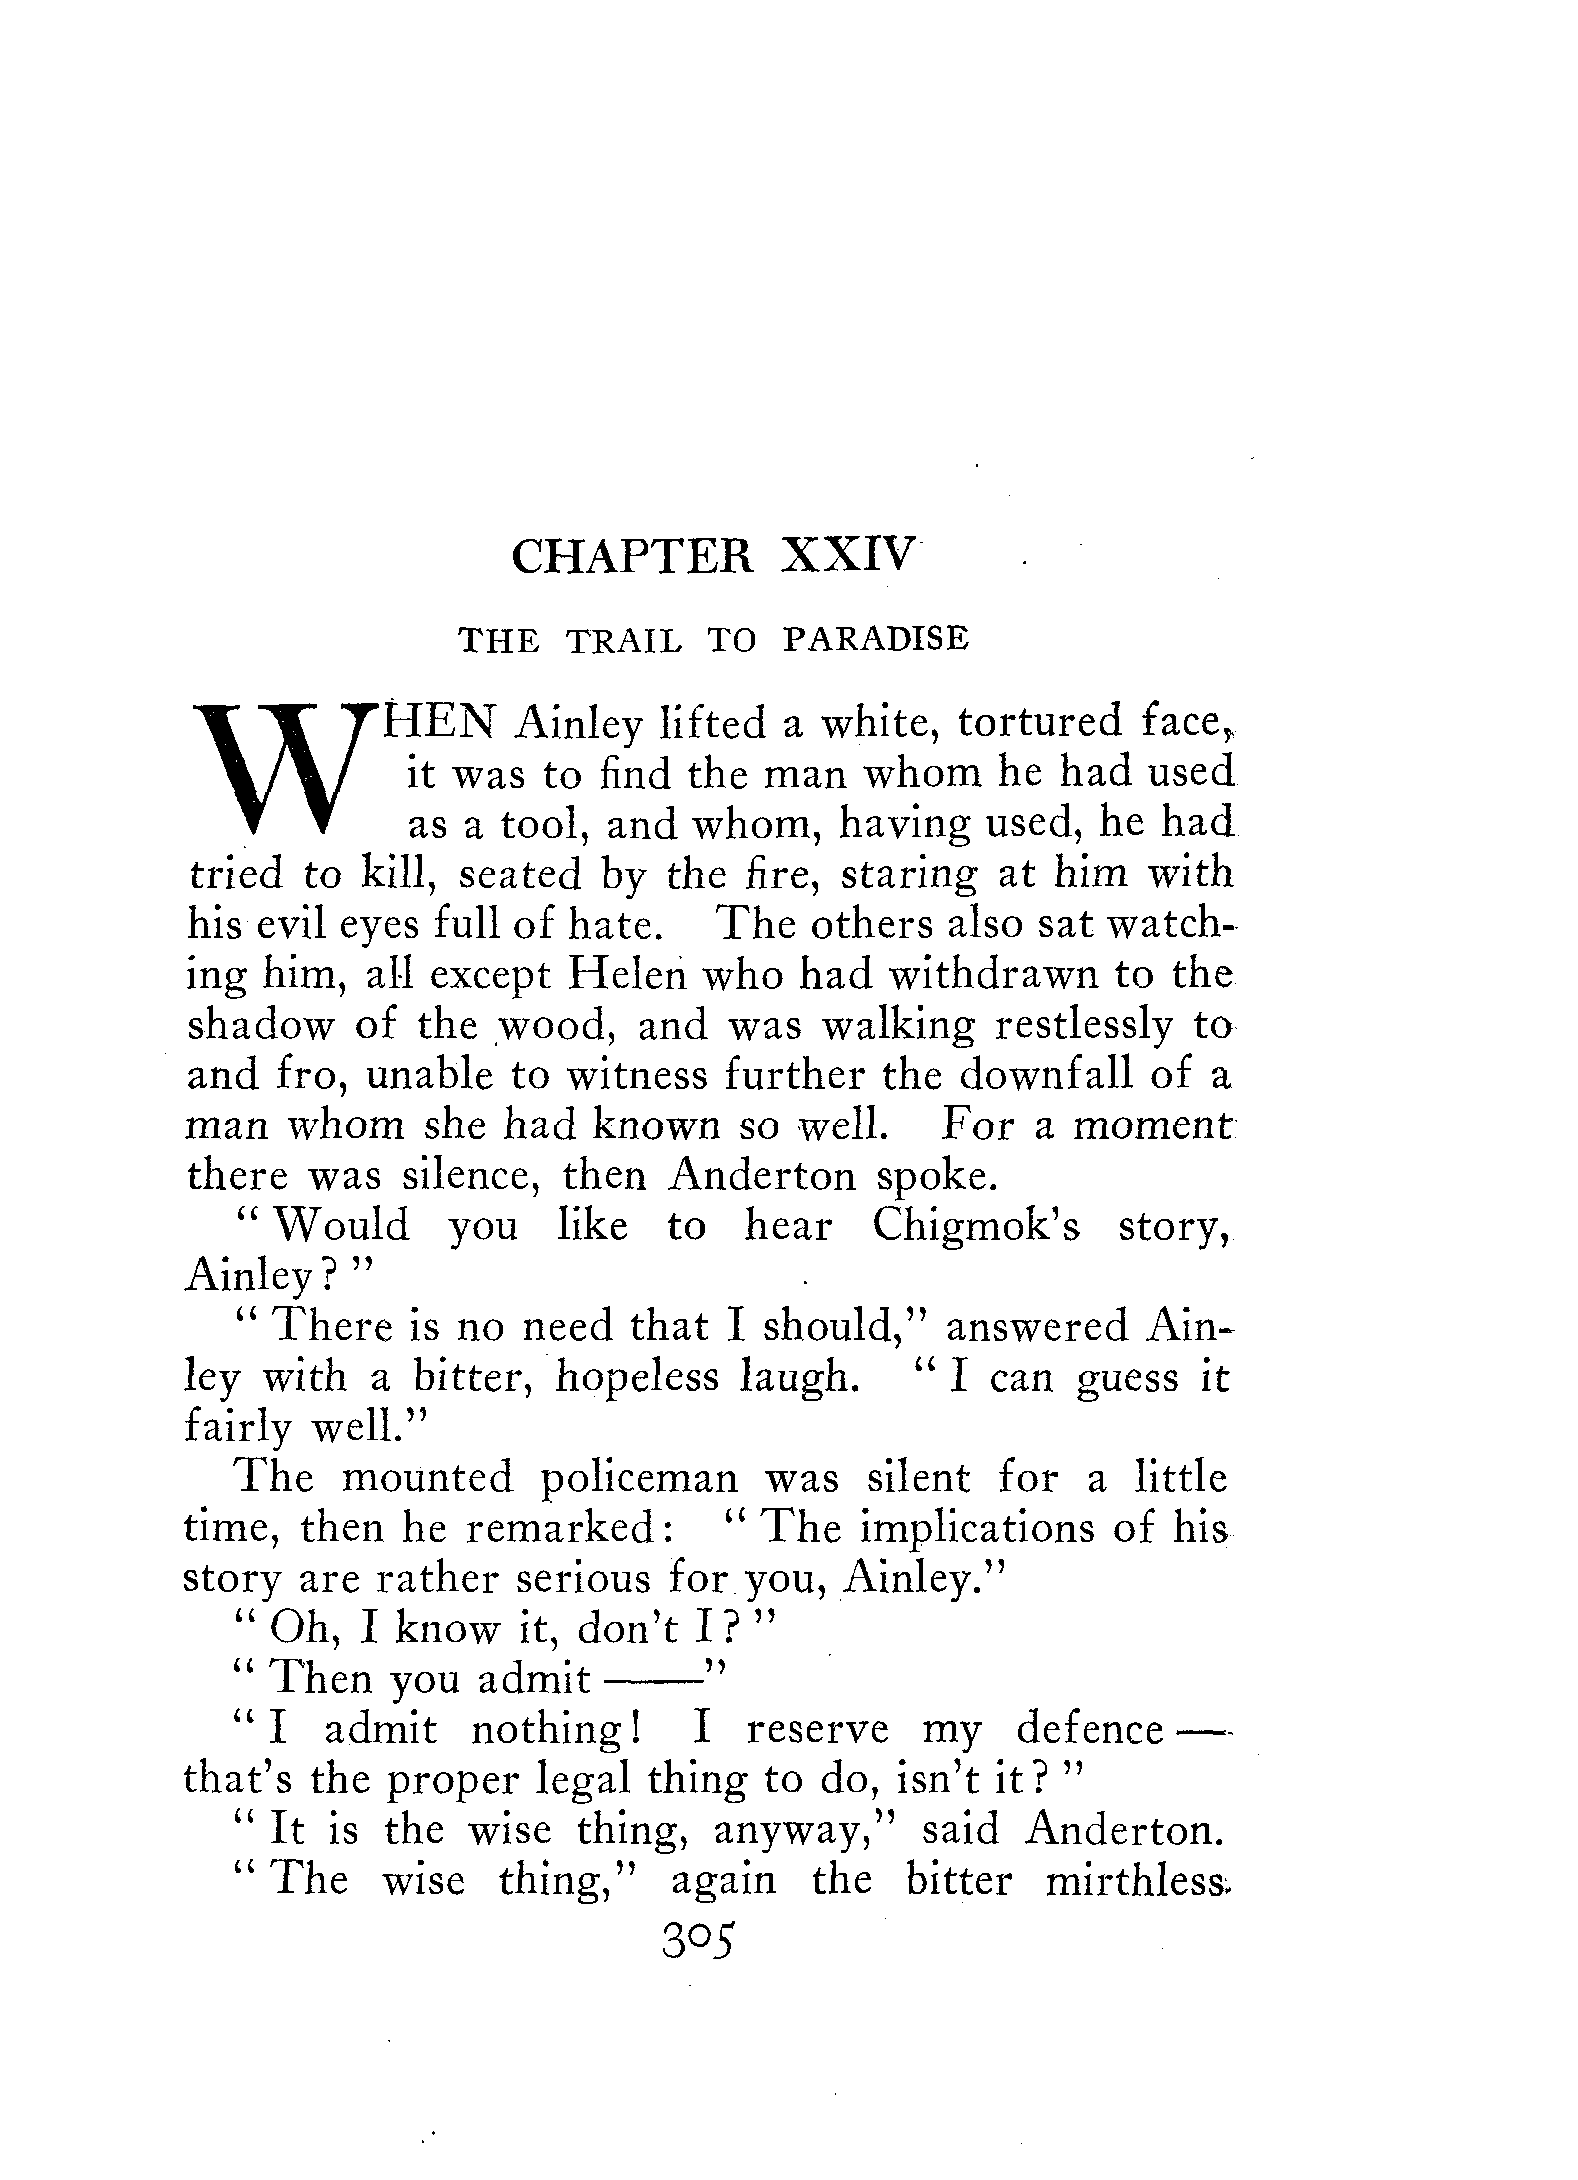 CHAPTER XXIV
THE TRAIL TO PARADISE
WHEN Ainley lifted a white, tortured face,
it was to find the man whom he had used
as a tool, and whom, having used, he had
tried to kill, seated by the fire, staring at him with
his evil eyes full of hate. The others also sat watch-
ing him, all except Helen who had withdrawn to the
shadow of the wood, and was walking restlessly to
and fro, unable to witness further the downfall of a
man whom she had known so well. For a moment
there was silence, then Anderton spoke.
“ Would you like to hear Chigmok’s story,
Ainley? ”
“ There is no need that I should,” answered Ain-
ley with a bitter, hopeless laugh. “ I can guess it
fairly well.”
The mounted policeman was silent for a little
time, then he remarked: “ The implications of his
story are rather serious for you, Ainley.”
“ Oh, I know it, don’t I? ”
“ Then you admit ——”
“ I admit nothing! I reserve my defence —
that’s the proper legal thing to do, isn’t it? ”
“ It is the wise thing, anyway,” said Anderton.
“ The wise thing,” again the bitter mirthless
305